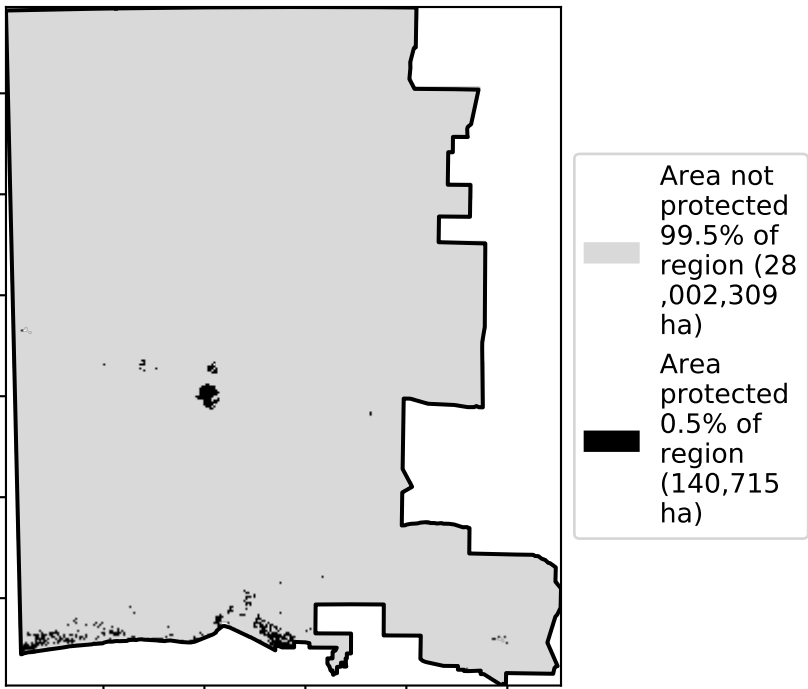 Area not
protected
99.5% of
region (28
,002,309
ha)
Area
protected
0.5% of
region
(140,715
ha)